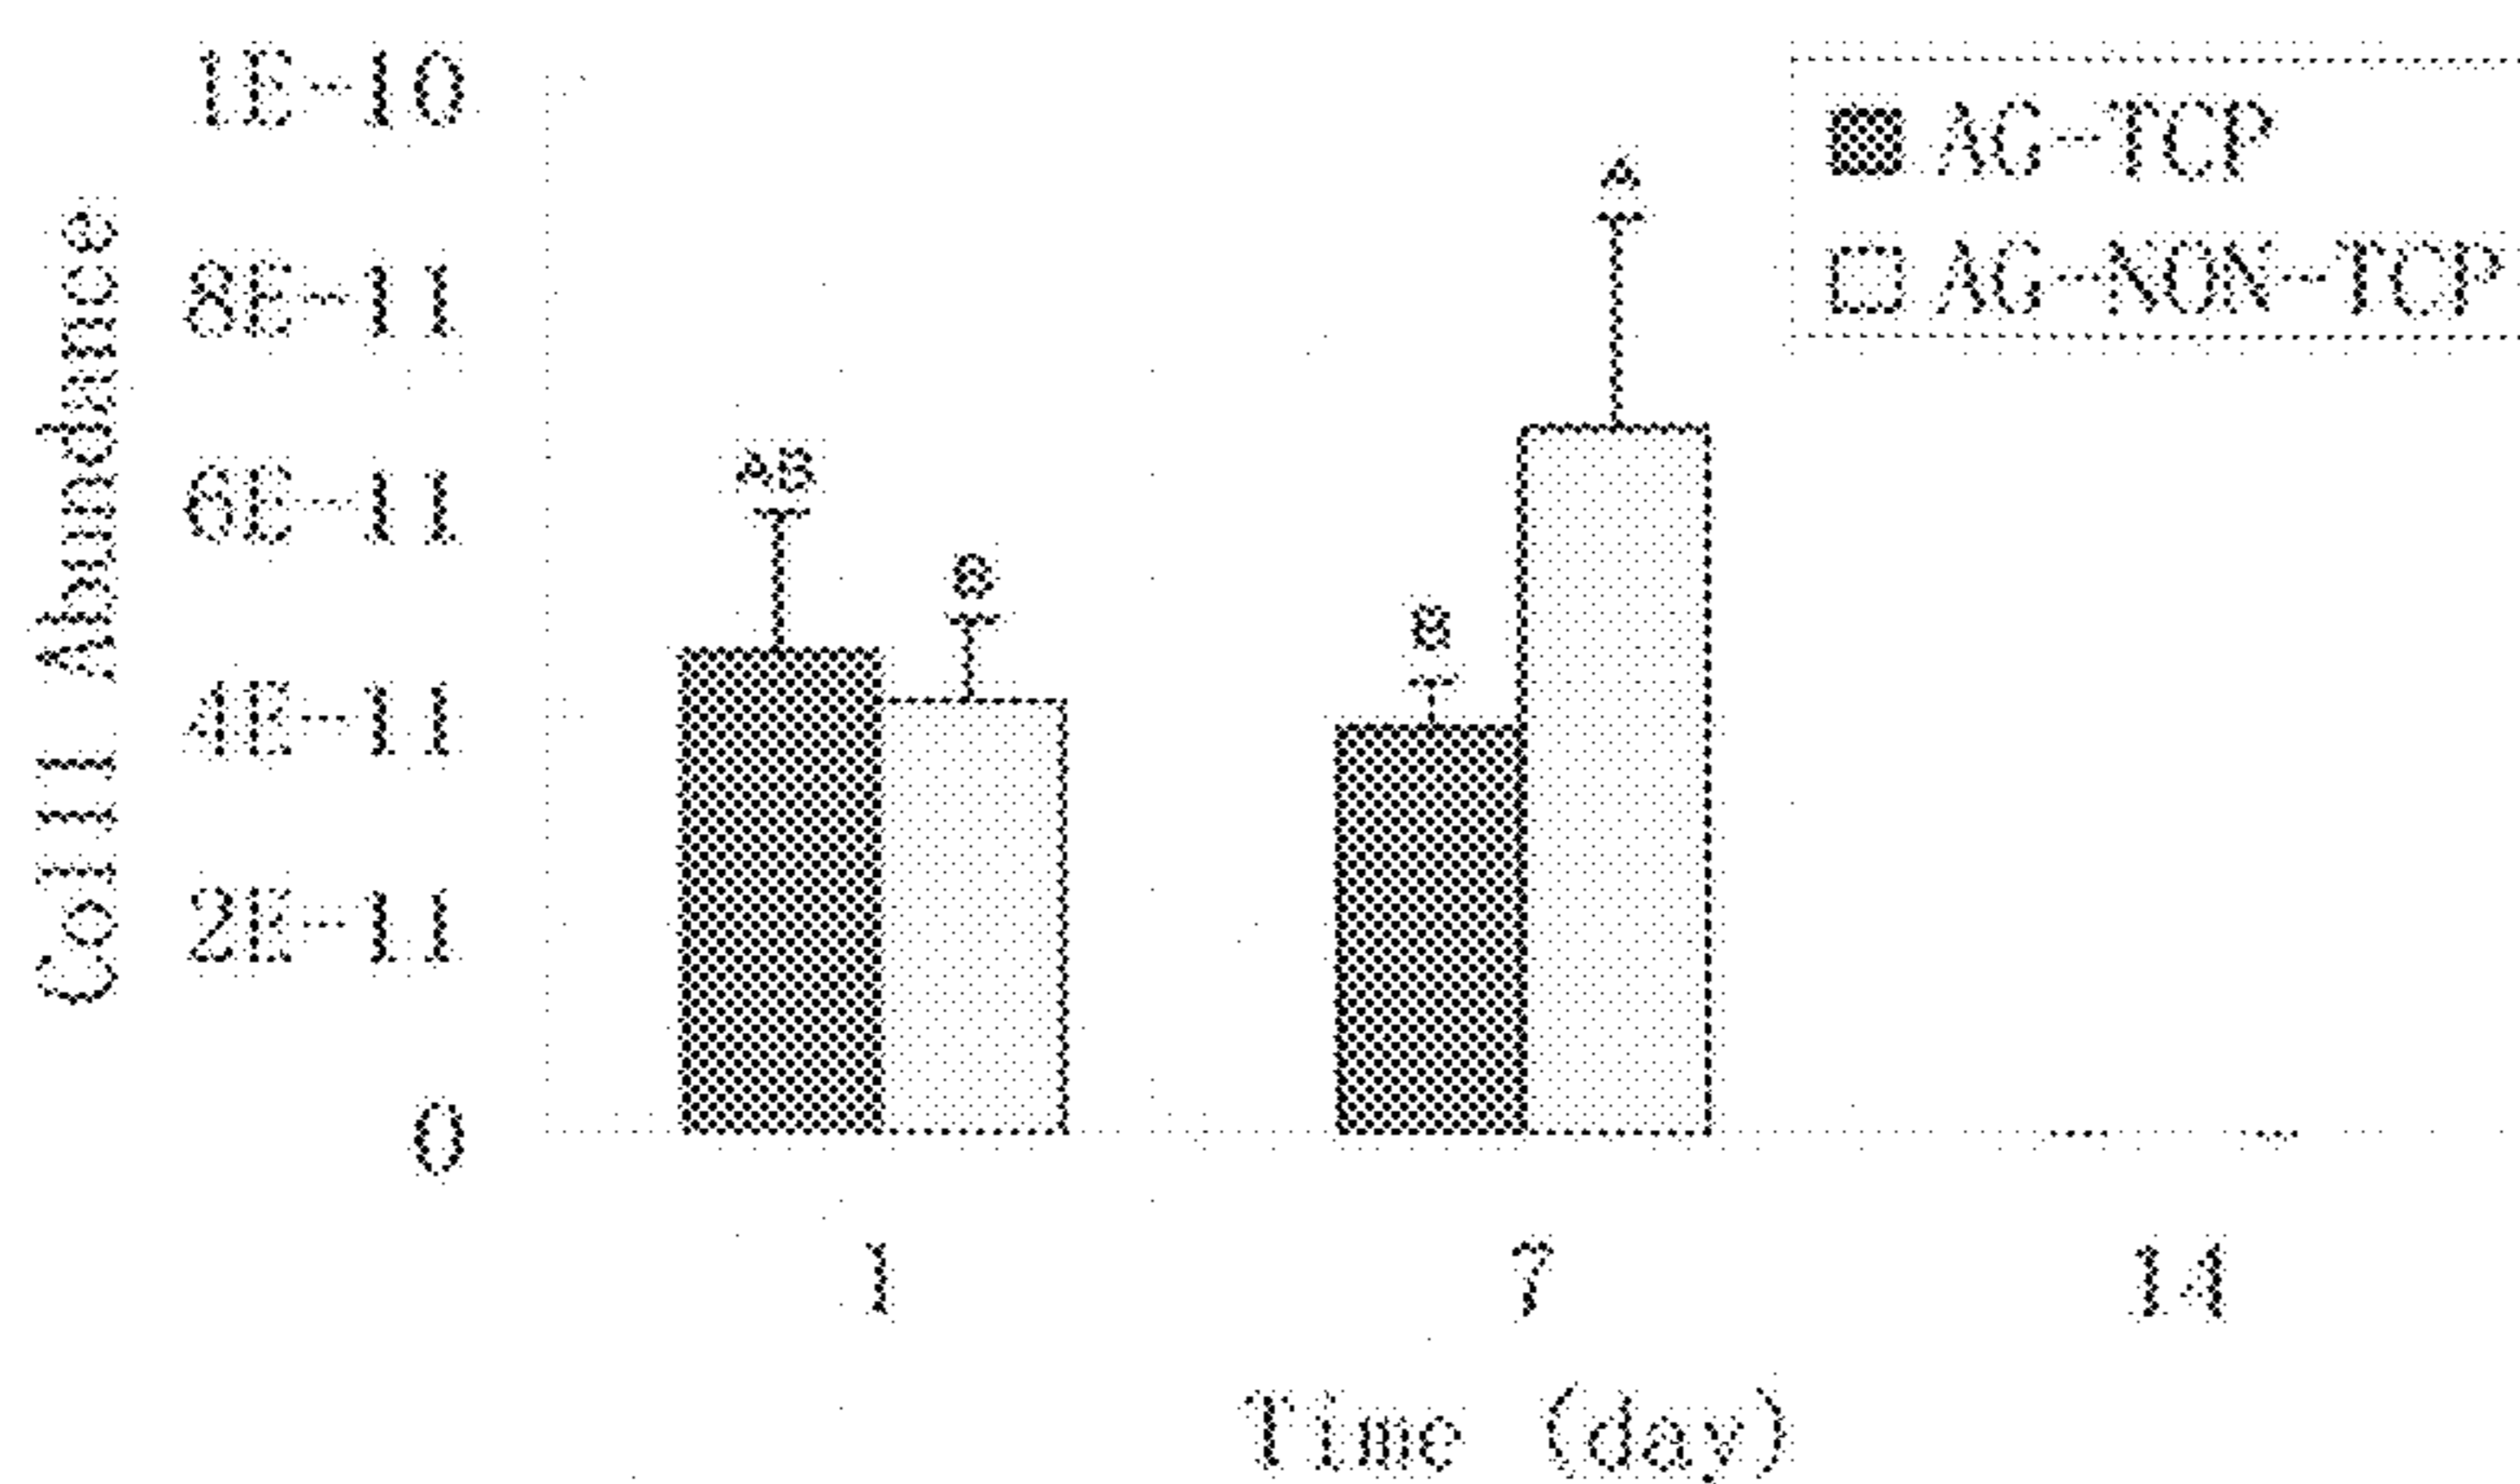 Col II Abundance
1E-10
8E-11
6E-11
4E-11
2E-11
0
AG-TCP
AG-NON-TCP
AB
B
B
A
1
7
14
Time (day)